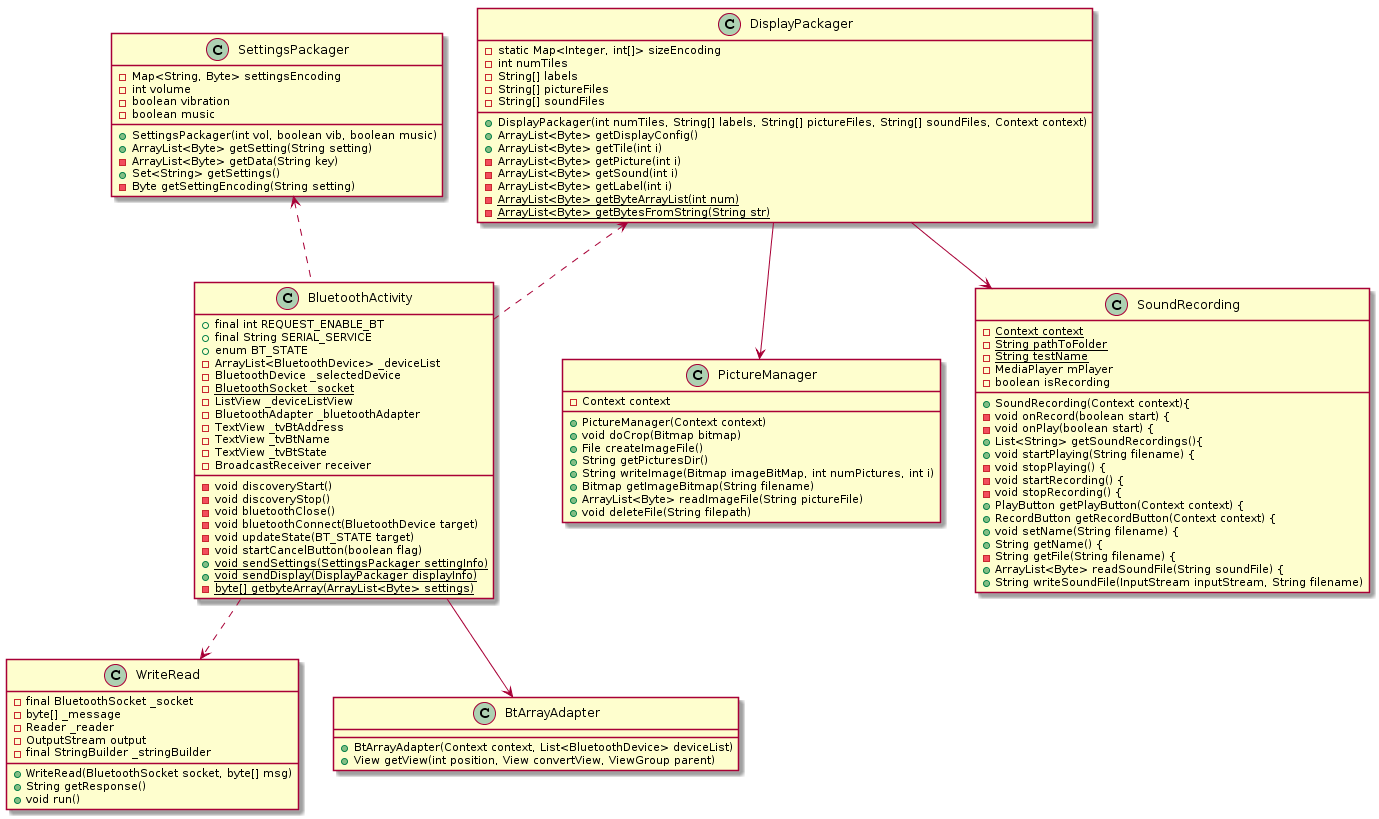 C SettingsPackager
Map<String, Byte> settingsEncoding
int volume
boolean vibration
boolean music
SettingsPackager(int vol, boolean vib, boolean music)
ArrayList<Byte> getSetting(String setting)
ArrayList<Byte> getData(String key)
Set<String> getSettings()
Byte getSettingEncoding(String setting)
C DisplayPackager
static Map<Integer, int[]> sizeEncoding
int numTiles
String[] labels
String[] pictureFiles
String[] soundFiles
DisplayPackager(int numTiles, String[] labels, String[] pictureFiles, String[] soundFiles, Context context)
ArrayList<Byte> getDisplayConfig()
ArrayList<Byte> getTile(int i)
ArrayList<Byte> getPicture(int i)
ArrayList<Byte> getSound(int i)
ArrayList<Byte> getLabel(int i)
ArrayList<Byte> getByteArrayList(int num)
ArrayList<Byte> getBytesFromString(String str)
C BluetoothActivity
final int REQUEST_ENABLE_BT
final String SERIAL_SERVICE
enum BT_STATE
ArrayList<BluetoothDevice> _deviceList
BluetoothDevice _selectedDevice
BluetoothSocket _socket
ListView _deviceListView
BluetoothAdapter _bluetoothAdapter
TextView _tvBtAddress
TextView _tvBtName
TextView _tvBtState
BroadcastReceiver receiver
void discoveryStart()
void discoveryStop()
void bluetoothClose()
void bluetoothConnect(BluetoothDevice target)
void updateState(BT_STATE target)
void startCancelButton(boolean flag)
void sendSettings(SettingsPackager settingInfo)
void sendDisplay(DisplayPackager displayInfo)
byte[] getbyteArray(ArrayList<Byte> settings)
C PictureManager
Context context
PictureManager(Context context)
void doCrop(Bitmap bitmap)
File createImageFile()
String getPicturesDir()
String writeImage(Bitmap imageBitMap, int numPictures, int i)
Bitmap getImageBitmap(String filename)
ArrayList<Byte> readImageFile(String pictureFile)
void deleteFile(String filepath)
C SoundRecording
Context context
String pathToFolder
String testName
MediaPlayer mPlayer
boolean isRecording
SoundRecording(Context context){
void onRecord(boolean start) {
void onPlay(boolean start) {
List<String> getSoundRecordings(){
void startPlaying(String filename) {
void stopPlaying() {
void startRecording() {
void stopRecording() {
PlayButton getPlayButton(Context context) {
RecordButton getRecordButton(Context context) {
void setName(String filename) {
String getName() {
String getFile(String filename) {
ArrayList<Byte> readSoundFile(String soundFile) {
String writeSoundFile(InputStream inputStream, String filename)
C WriteRead
final BluetoothSocket _socket
byte[] _message
Reader _reader
OutputStream output
final StringBuilder _stringBuilder
WriteRead(BluetoothSocket socket, byte[] msg)
String getResponse()
void run()
C BtArrayAdapter
BtArrayAdapter(Context context, List<BluetoothDevice> deviceList)
View getView(int position, View convertView, ViewGroup parent)